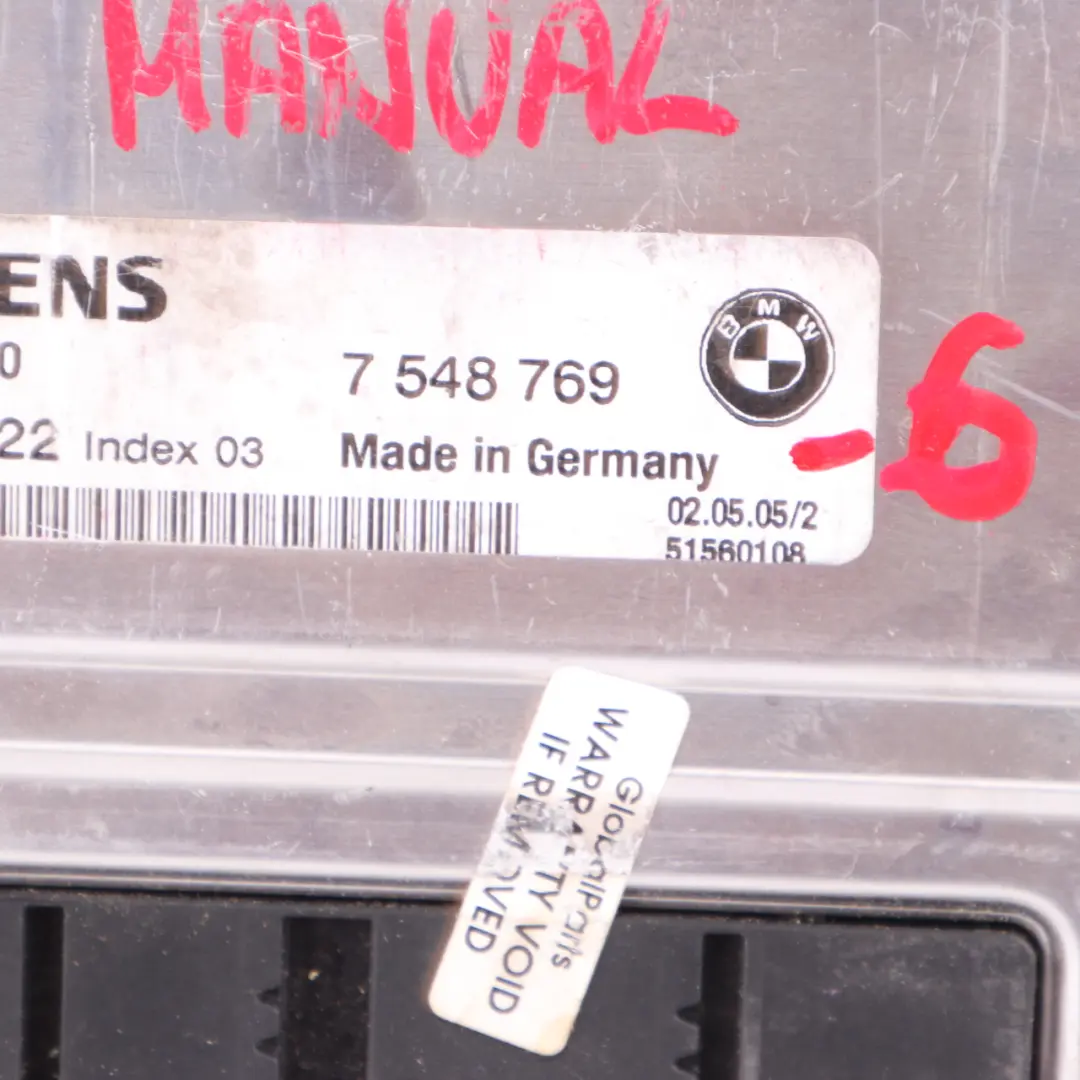 MANUAL
ENS
0
7 548 769
BMW
22 Index 03
Made in Germany
-6
02.05.05/2
51560108
GlobalParts
WARRANTY VOID
IF REMOVED